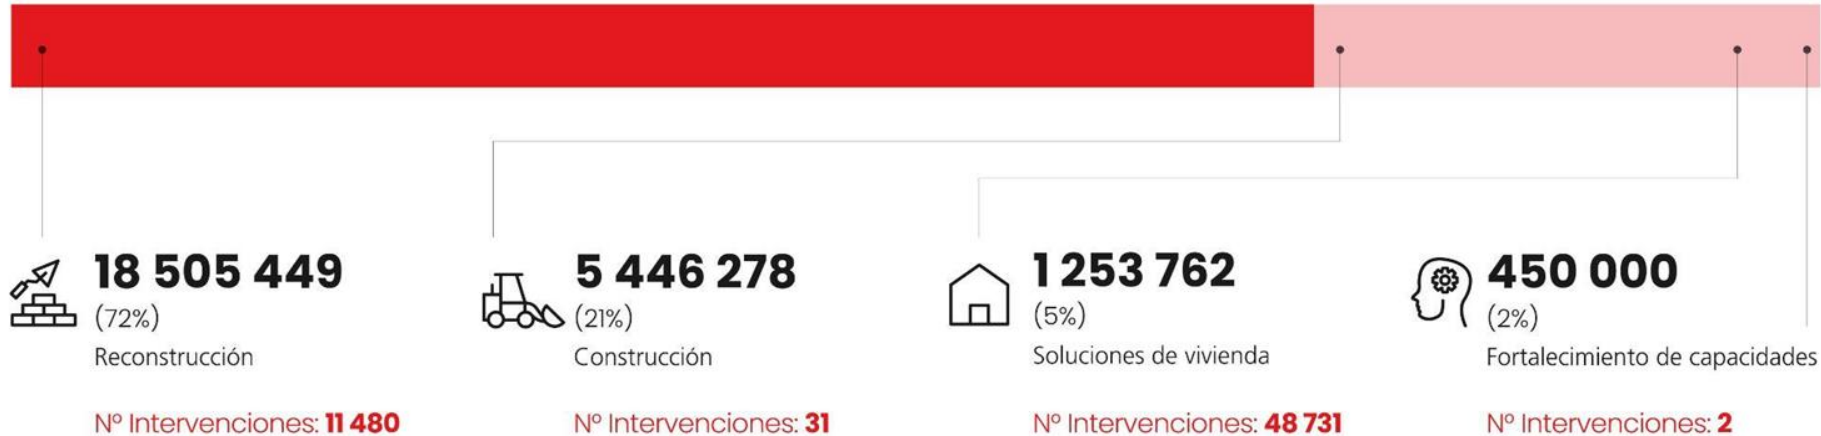 18 505 449
(72%)
Reconstrucción
Nº Intervenciones: 11 480
5 446 278
(21%)
Construcción
Nº Intervenciones: 31
1 253 762
(5%)
Soluciones de vivienda
Nº Intervenciones: 48 731
450 000
(2%)
Fortalecimiento de capacidades
Nº Intervenciones: 2